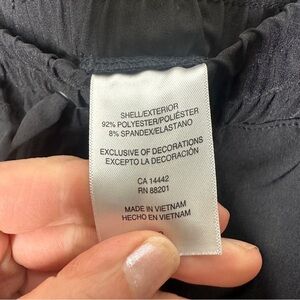 SHELL/EXTERIOR
92% POLYESTER/POLIÉSTER
8% SPANDEX/ELASTANO
EXCLUSIVE OF DECORATIONS
EXCEPTO LA DECORACIÓN
CA 14442
RN 88201
MADE IN VIETNAM
HECHO EN VIETNAM